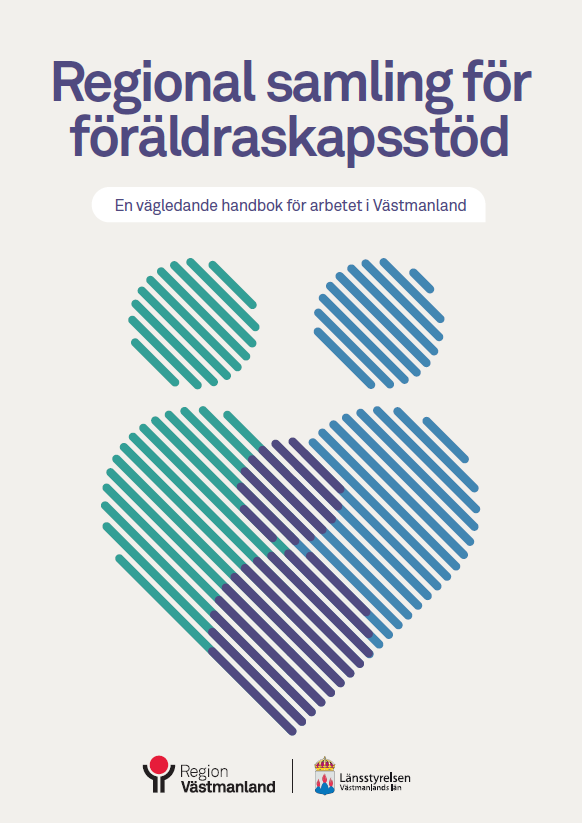 Regional samling för
föräldraskapsstöd
En vägledande handbok för arbetet i Västmanland
Region
Västmanland
Länsstyrelsen
Västmanlands län